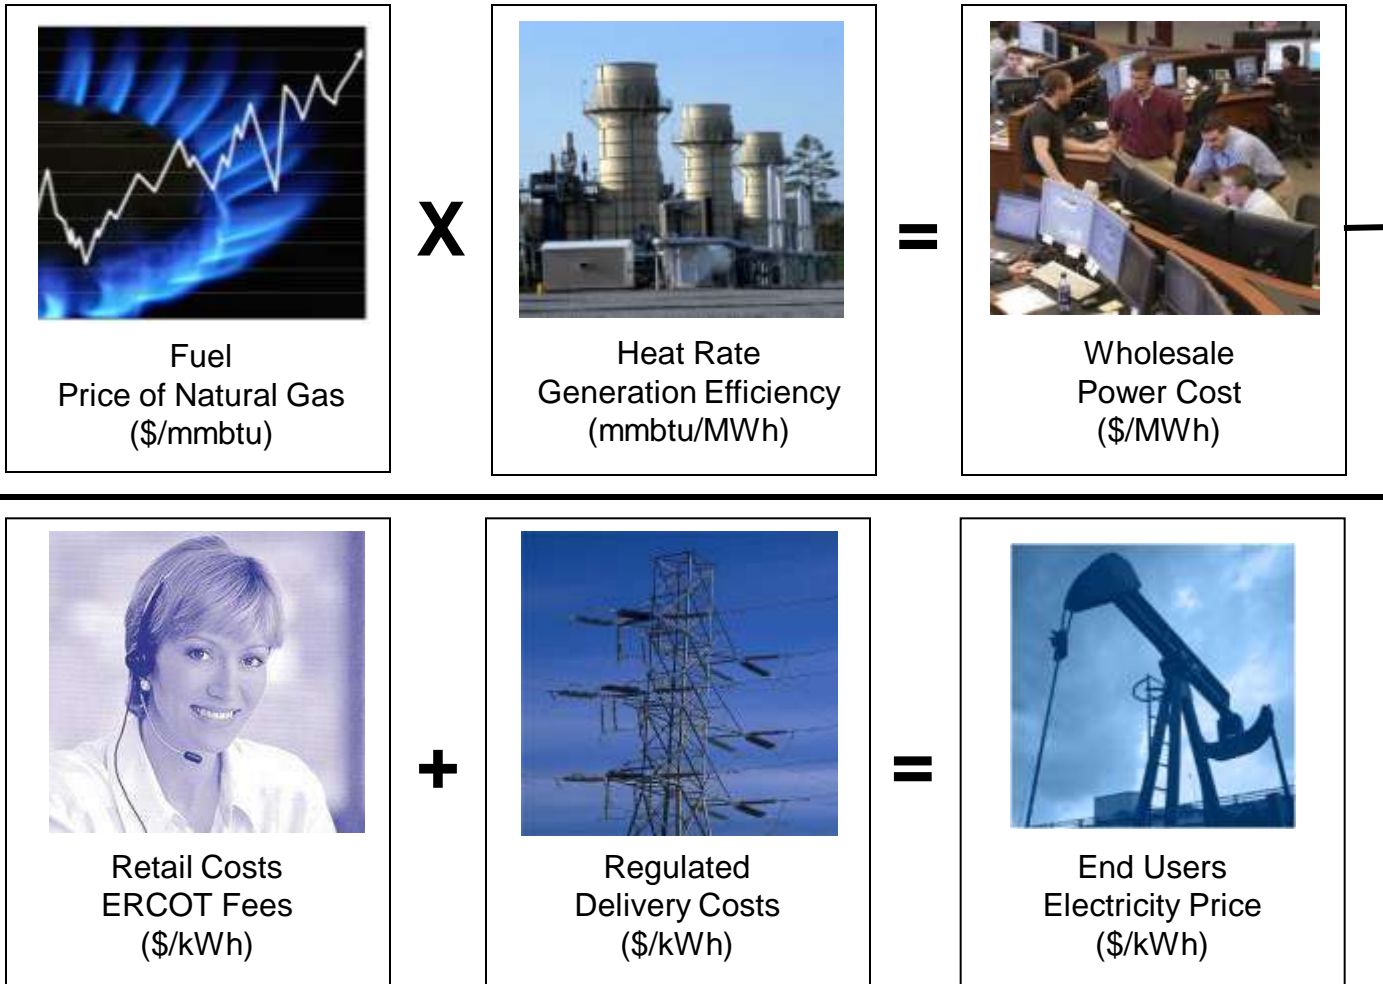 Fuel
Price of Natural Gas
($/mmbtu)
X
Heat Rate
Generation Efficiency
(mmbtu/MWh)
=
Wholesale
Power Cost
($/MWh)
Retail Costs
ERCOT Fees
($/kWh)
+
Regulated
Delivery Costs
($/kWh)
=
End Users
Electricity Price
($/kWh)